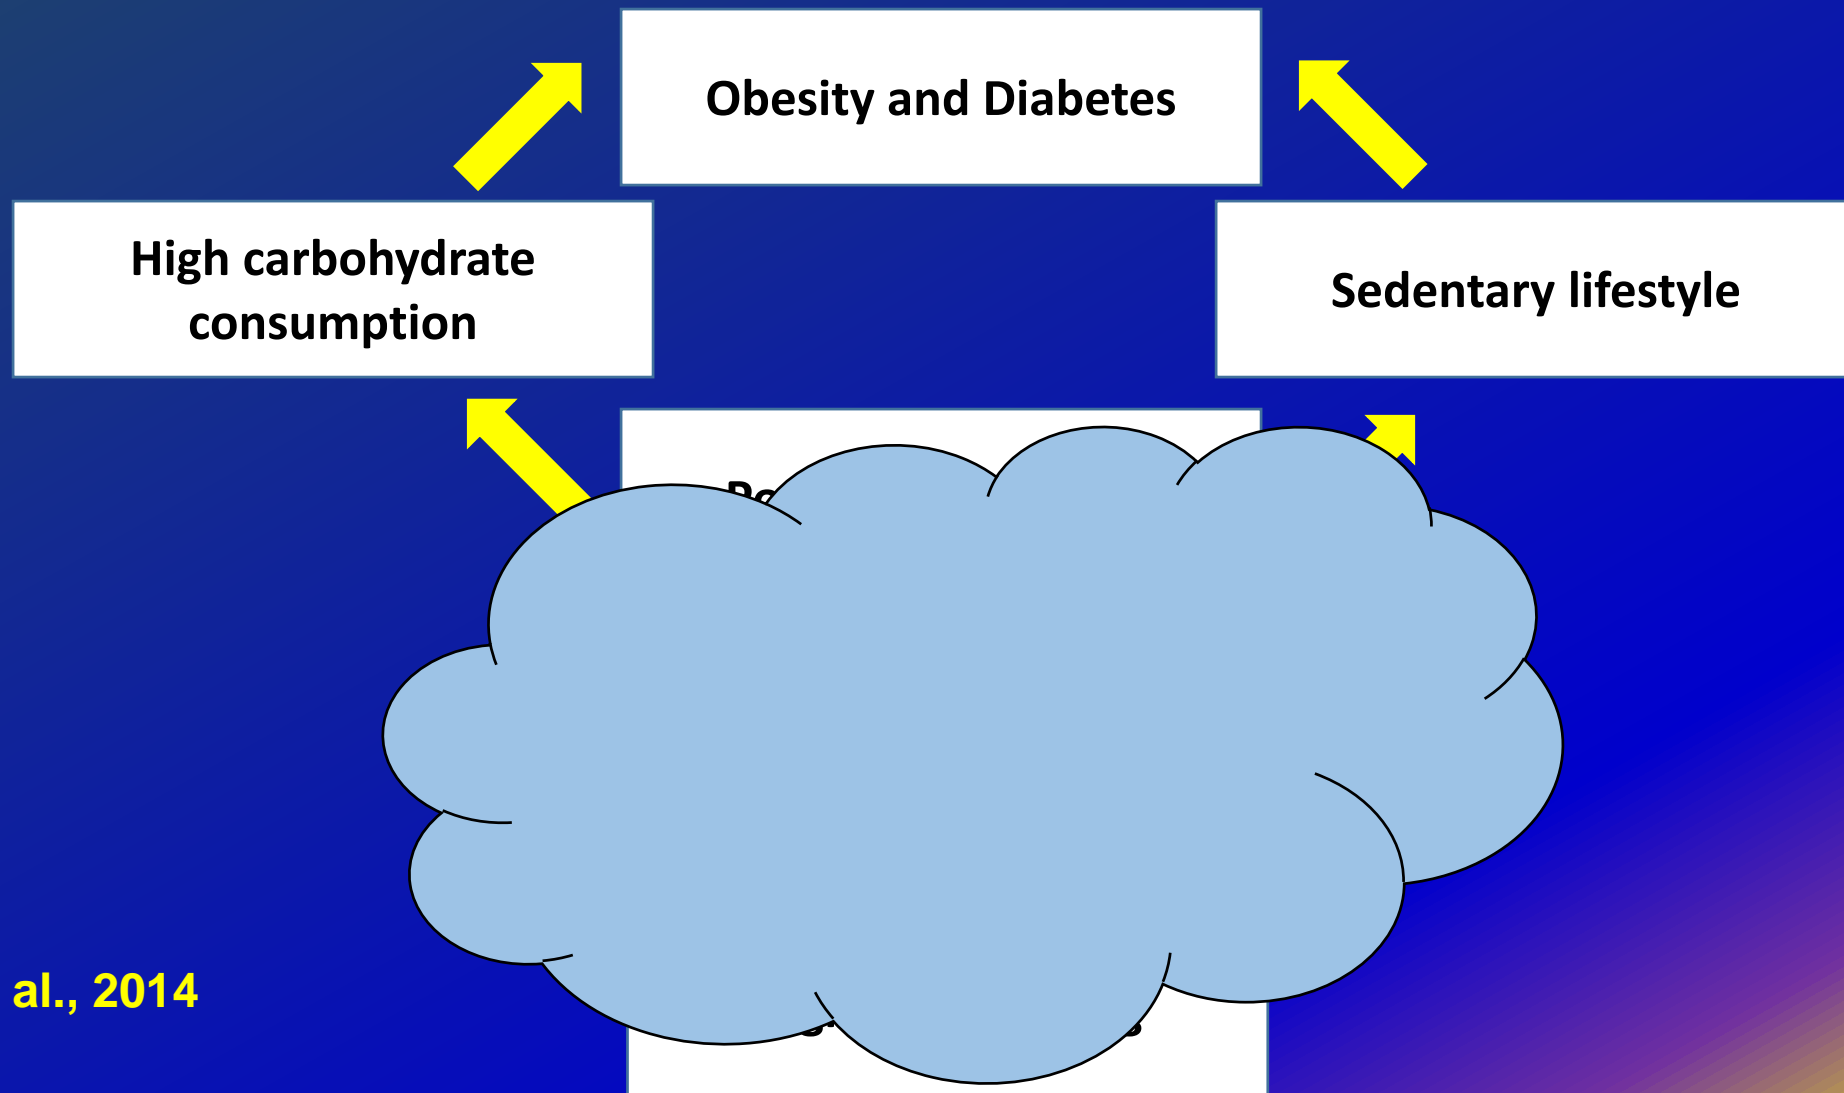 Obesity and Diabetes
High carbohydrate
consumption
Sedentary lifestyle
al., 2014